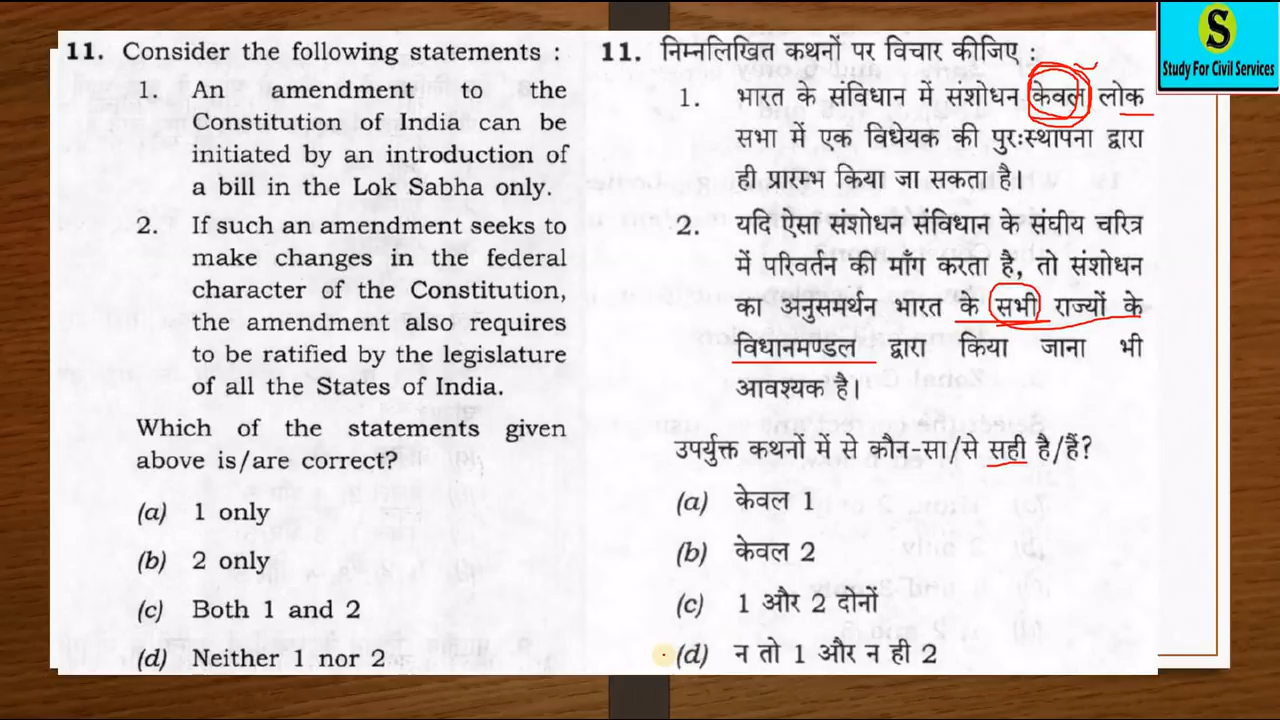 S
Study For Civil Services
11. Consider the following statements :
1. An amendment to the
Constitution of India can be
initiated by an introduction of
a bill in the Lok Sabha only.
2. If such an amendment seeks to
make changes in the federal
character of the Constitution,
the amendment also requires
to be ratified by the legislature
of all the States of India.
Which of the statements given
above is/are correct?
(a) 1 only
(b) 2 only
(c) Both 1 and 2
(d) Neither 1 nor 2
11. निम्नलिखित कथनों पर विचार कीजिए :
1. भारत के संविधान में संशोधन केवल लोक
सभा में एक विधेयक की पुरःस्थापना द्वारा
ही प्रारम्भ किया जा सकता है।
2. यदि ऐसा संशोधन संविधान के संघीय चरित्र
में परिवर्तन की माँग करता है, तो संशोधन
का अनुसमर्थन भारत के सभी राज्यों के
विधानमण्डल द्वारा किया जाना भी
आवश्यक है।
उपर्युक्त कथनों में से कौन-सा/से सही है/हैं?
(a) केवल 1
(b) केवल 2
(c) 1 और 2 दोनों
(d) न तो 1 और न ही 2